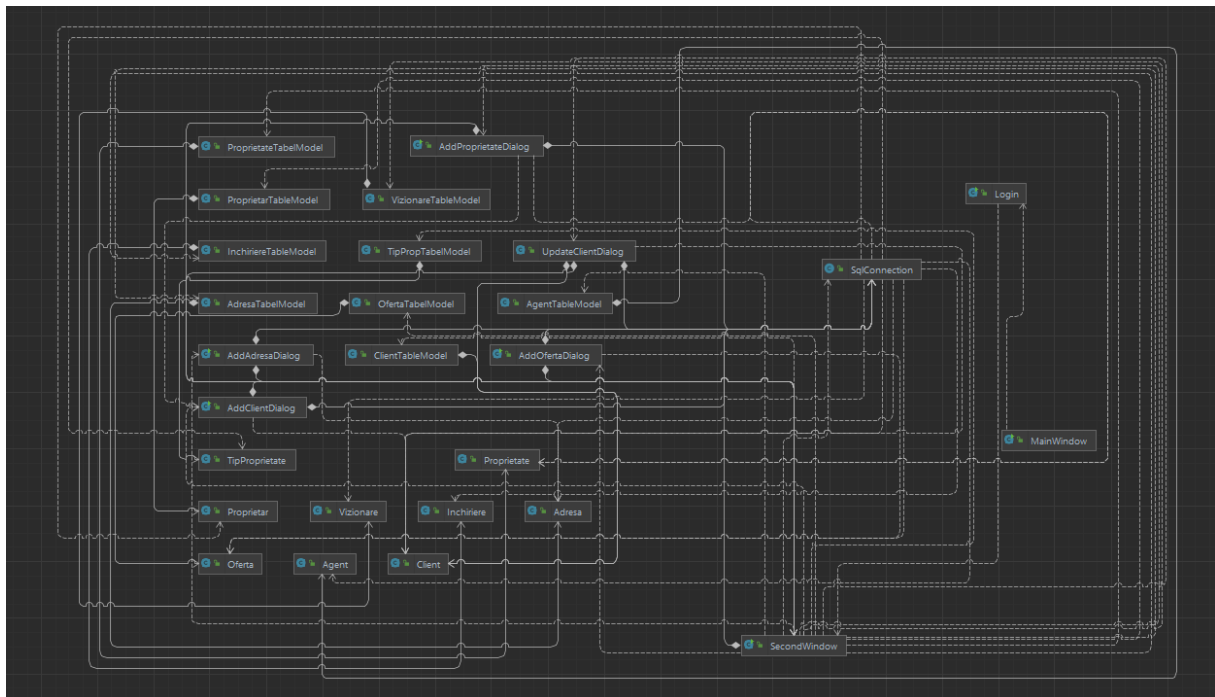 ProprietateTabelModel
AddProprietateDialog
ProprietarTableModel
VizionareTableModel
Login
InchiriereTableModel
TipPropTabelModel
UpdateClientDialog
SqlConnection
AdresaTabelModel
OfertaTabelModel
AgentTableModel
AddAdresaDialog
ClientTableModel
AddOfertaDialog
AddClientDialog
MainWindow
TipProprietate
Proprietate
Proprietar
Vizionare
Inchiriere
Adresa
Oferta
Agent
Client
SecondWindow